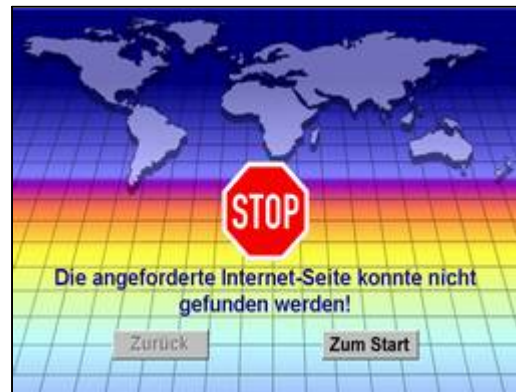 STOP
Die angeforderte Internet-Seite konnte nicht
gefunden werden!
Zurück
Zum Start